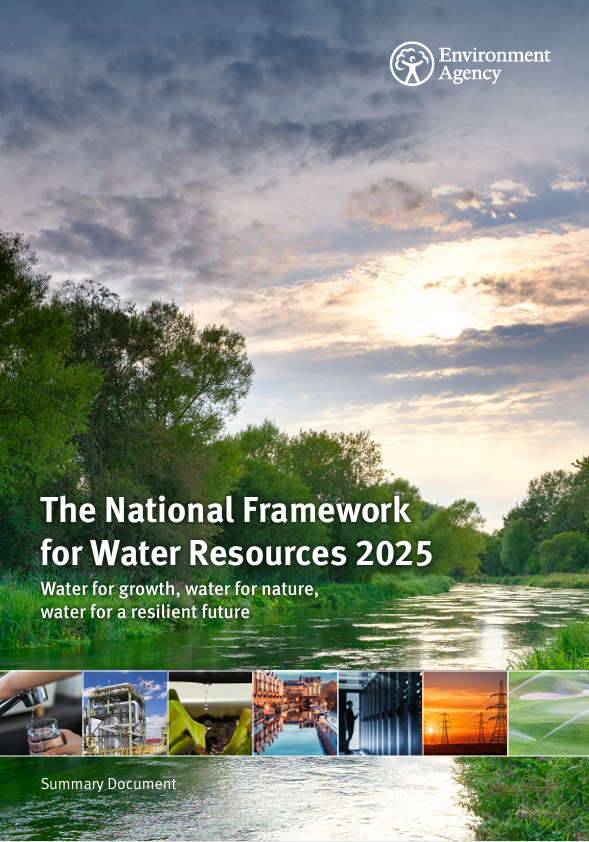 Environment
Agency
The National Framework
for Water Resources 2025
Water for growth, water for nature,
water for a resilient future
Summary Document